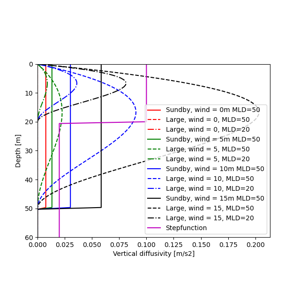 0
10
20
30
40
50
60
Depth [m]
0.000
0.025
0.050
0.075
0.100
0.125
0.150
0.175
0.200
Vertical diffusivity [m/s2]
Sundby, wind = 0m MLD=50
Large, wind = 0, MLD=50
Large, wind = 0, MLD=20
Sundby, wind = 5m MLD=50
Large, wind = 5, MLD=50
Large, wind = 5, MLD=20
Sundby, wind = 10m MLD=50
Large, wind = 10, MLD=50
Large, wind = 10, MLD=20
Sundby, wind = 15m MLD=50
Large, wind = 15, MLD=50
Large, wind = 15, MLD=20
Stepfunction